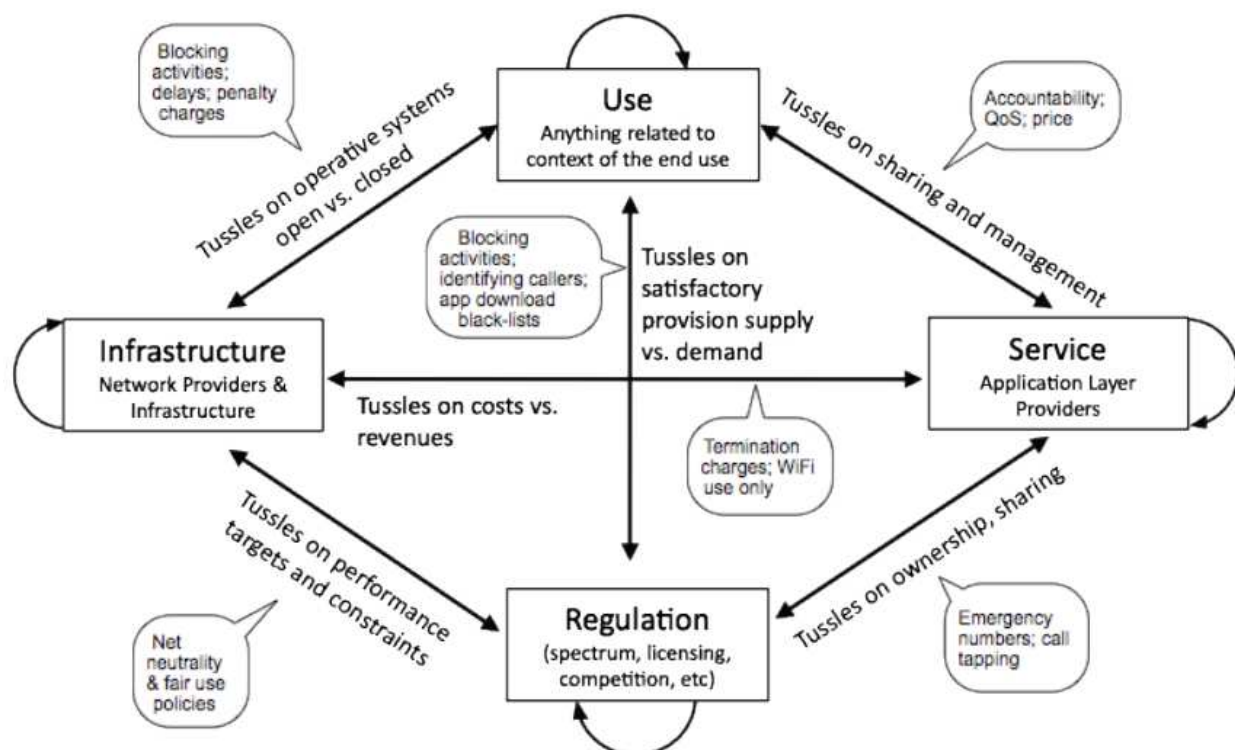 Blocking
activities;
delays; penalty
charges
Use
Anything related to
context of the end use
Accountability;
QoS; price
Tussles on operative systems
open vs. closed
Tussles on sharing and management
Blocking
activities;
identifying callers;
app download
black-lists
Tussles on
satisfactory
provision supply
vs. demand
Infrastructure
Network Providers &
Infrastructure
Service
Application Layer
Providers
Tussles on costs vs.
revenues
Termination
charges; WiFi
use only
Tussles on performance
targets and constraints
Tussles on ownership, sharing
Regulation
(spectrum, licensing,
competition, etc)
Net
neutrality
& fair use
policies
Emergency
numbers; call
tapping